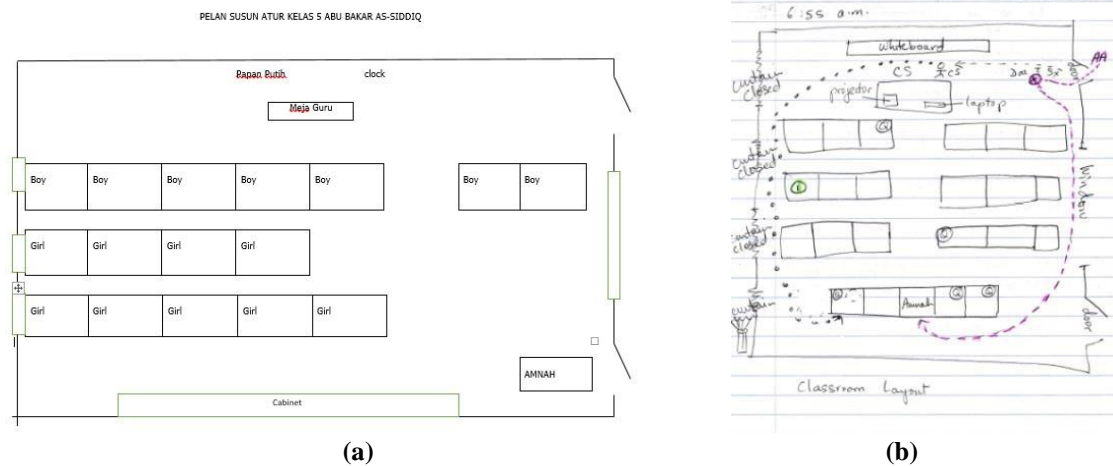 PELAN SUSUN ATUR KELAS 5 ABU BAKAR AS-SIDDIQ
Papan Putih clock
Meja Guru
Boy Boy Boy Boy Boy Boy Boy
Girl Girl Girl Girl
Girl Girl Girl Girl Girl
AMNAH
Cabinet
(a)
6:55 a.m.
whiteboard
CS CS
AA
curtain closed
projector
laptop
curtain closed
window
curtain closed
Amnah
curtain
door
Classroom Layout
(b)